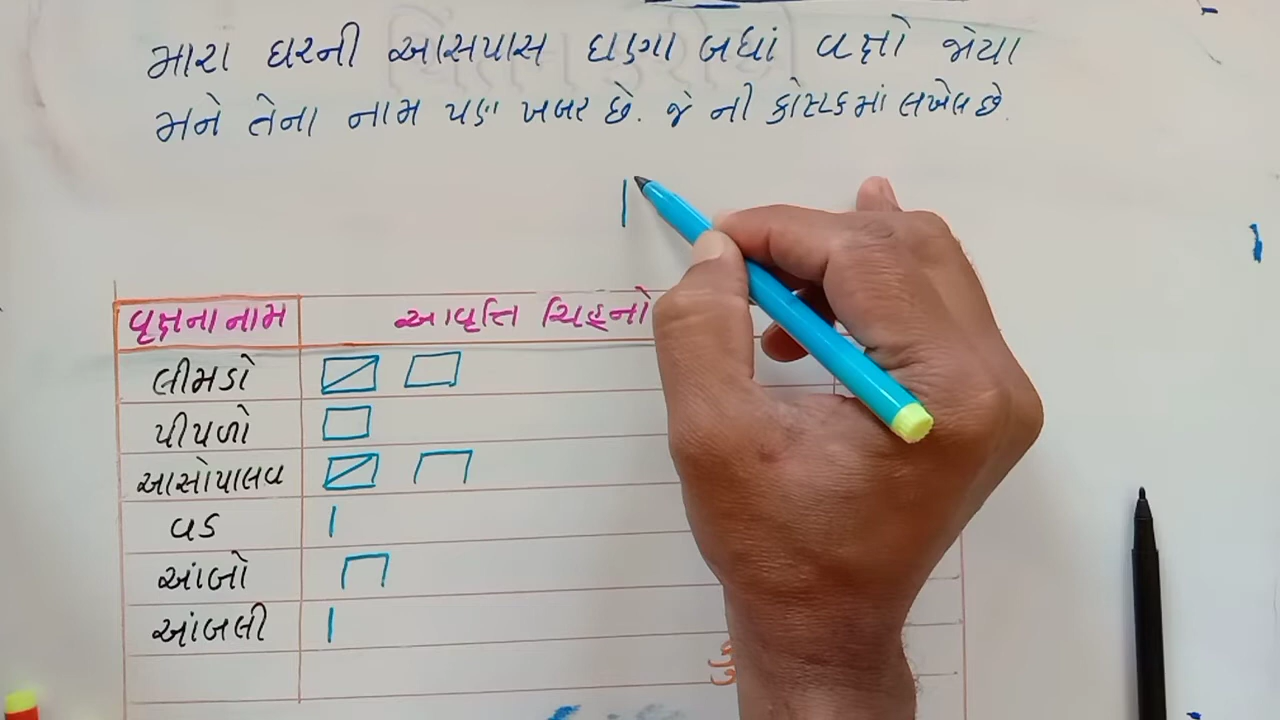 મારા ઘરની આસપાસ ઘણા બધાં વૃક્ષો જોયા
મને તેના નામ પણ ખબર છે. જે ની કોષ્ટકમાં લખેલ છે.
વૃક્ષના નામ
આવૃત્તિ ચિહ્નો
લીમડો
પીપળો
આસોપાલવ
વડ
આંબો
આંબલી